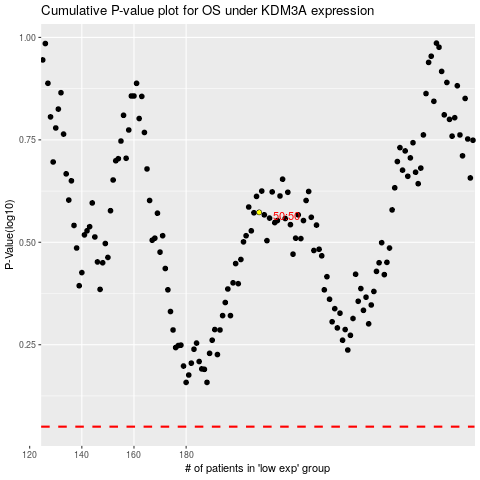 Cumulative P-value plot for OS under KDM3A expression
P-Value(log10)
1.00
0.75
0.50
0.25
50:50
120 140 160 180
# of patients in 'low exp' group